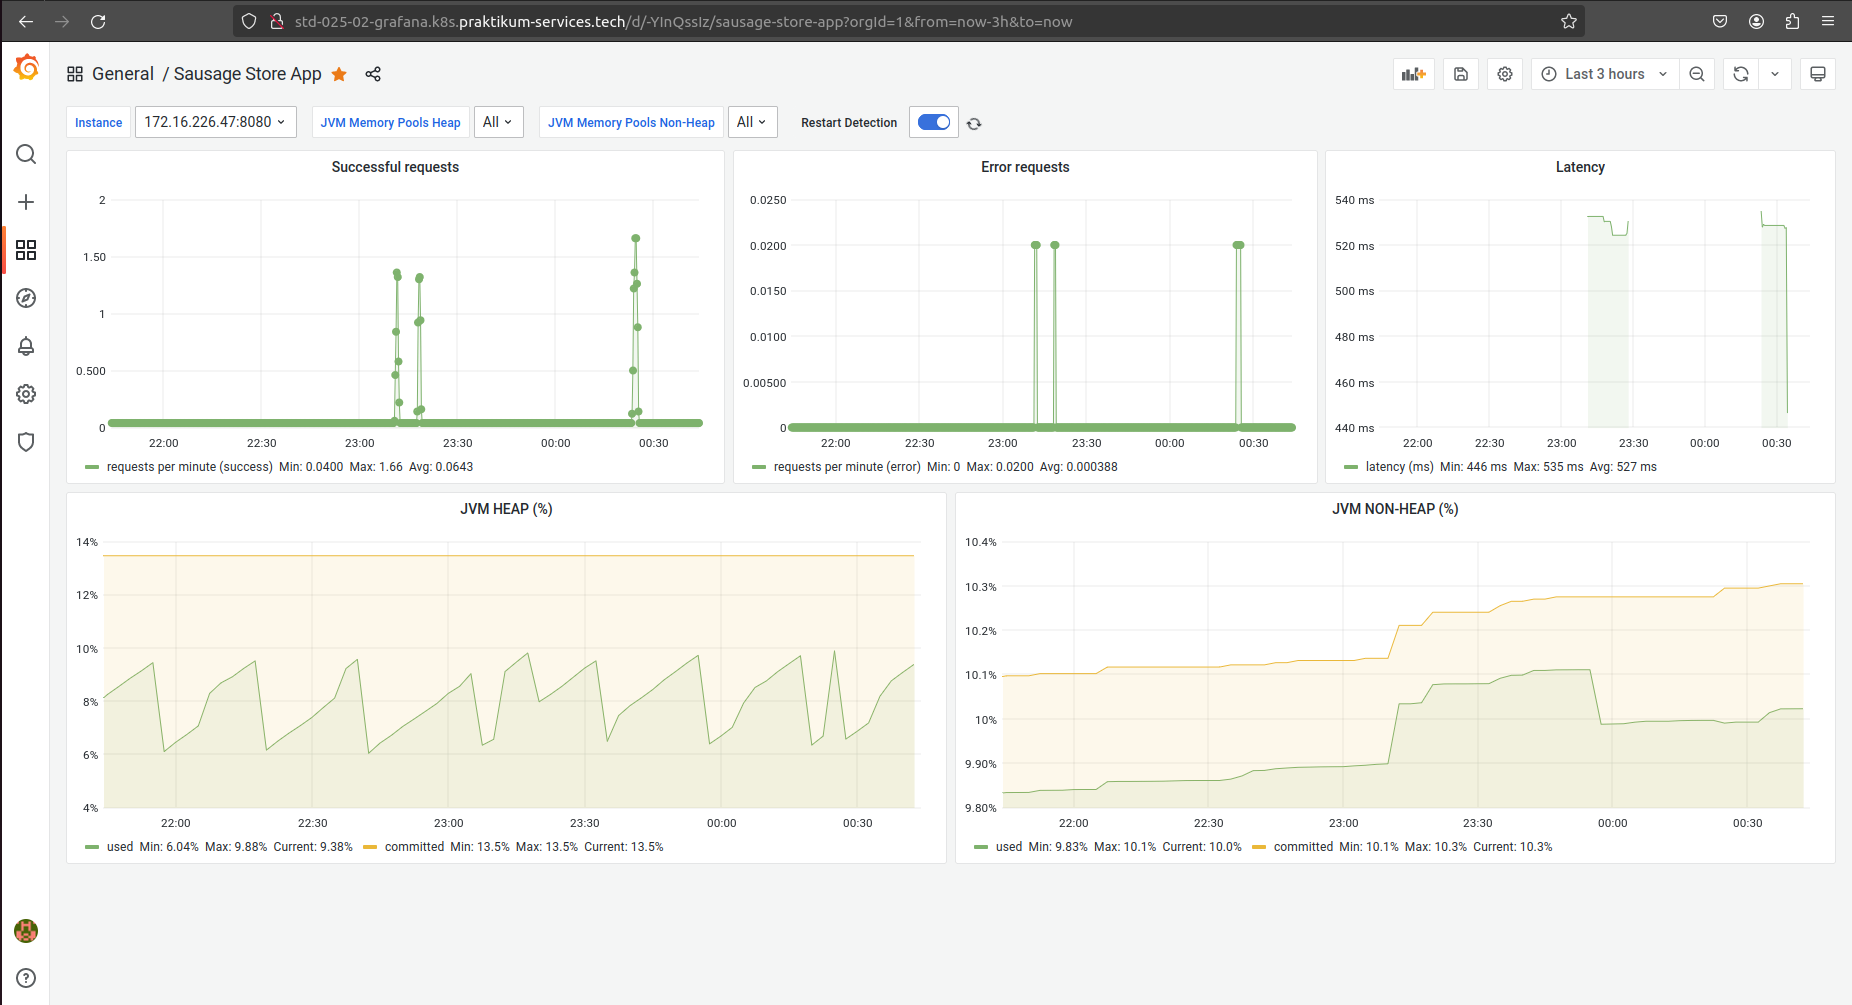 std-025-02-grafana.k8s.praktikum-services.tech/d/-YInQssIz/sausage-store-app?orgId=1&from=now-3h&to=now
General / Sausage Store App
Last 3 hours
Instance 172.16.226.47:8080 JVM Memory Pools Heap All JVM Memory Pools Non-Heap All Restart Detection
Successful requests
2
1.50
1
0.500
0
22:00 22:30 23:00 23:30 00:00 00:30
requests per minute (success) Min: 0.0400 Max: 1.66 Avg: 0.0643
Error requests
0.0250
0.0200
0.0150
0.0100
0.00500
0
22:00 22:30 23:00 23:30 00:00 00:30
requests per minute (error) Min: 0 Max: 0.0200 Avg: 0.000388
Latency
540 ms
520 ms
500 ms
480 ms
460 ms
440 ms
22:00 22:30 23:00 23:30 00:00 00:30
latency (ms) Min: 446 ms Max: 535 ms Avg: 527 ms
JVM HEAP (%)
14%
12%
10%
8%
6%
4%
22:00 22:30 23:00 23:30 00:00 00:30
used Min: 6.04% Max: 9.88% Current: 9.38% committed Min: 13.5% Max: 13.5% Current: 13.5%
JVM NON-HEAP (%)
10.4%
10.3%
10.2%
10.1%
10%
9.90%
9.80%
22:00 22:30 23:00 23:30 00:00 00:30
used Min: 9.83% Max: 10.1% Current: 10.0% committed Min: 10.1% Max: 10.3% Current: 10.3%